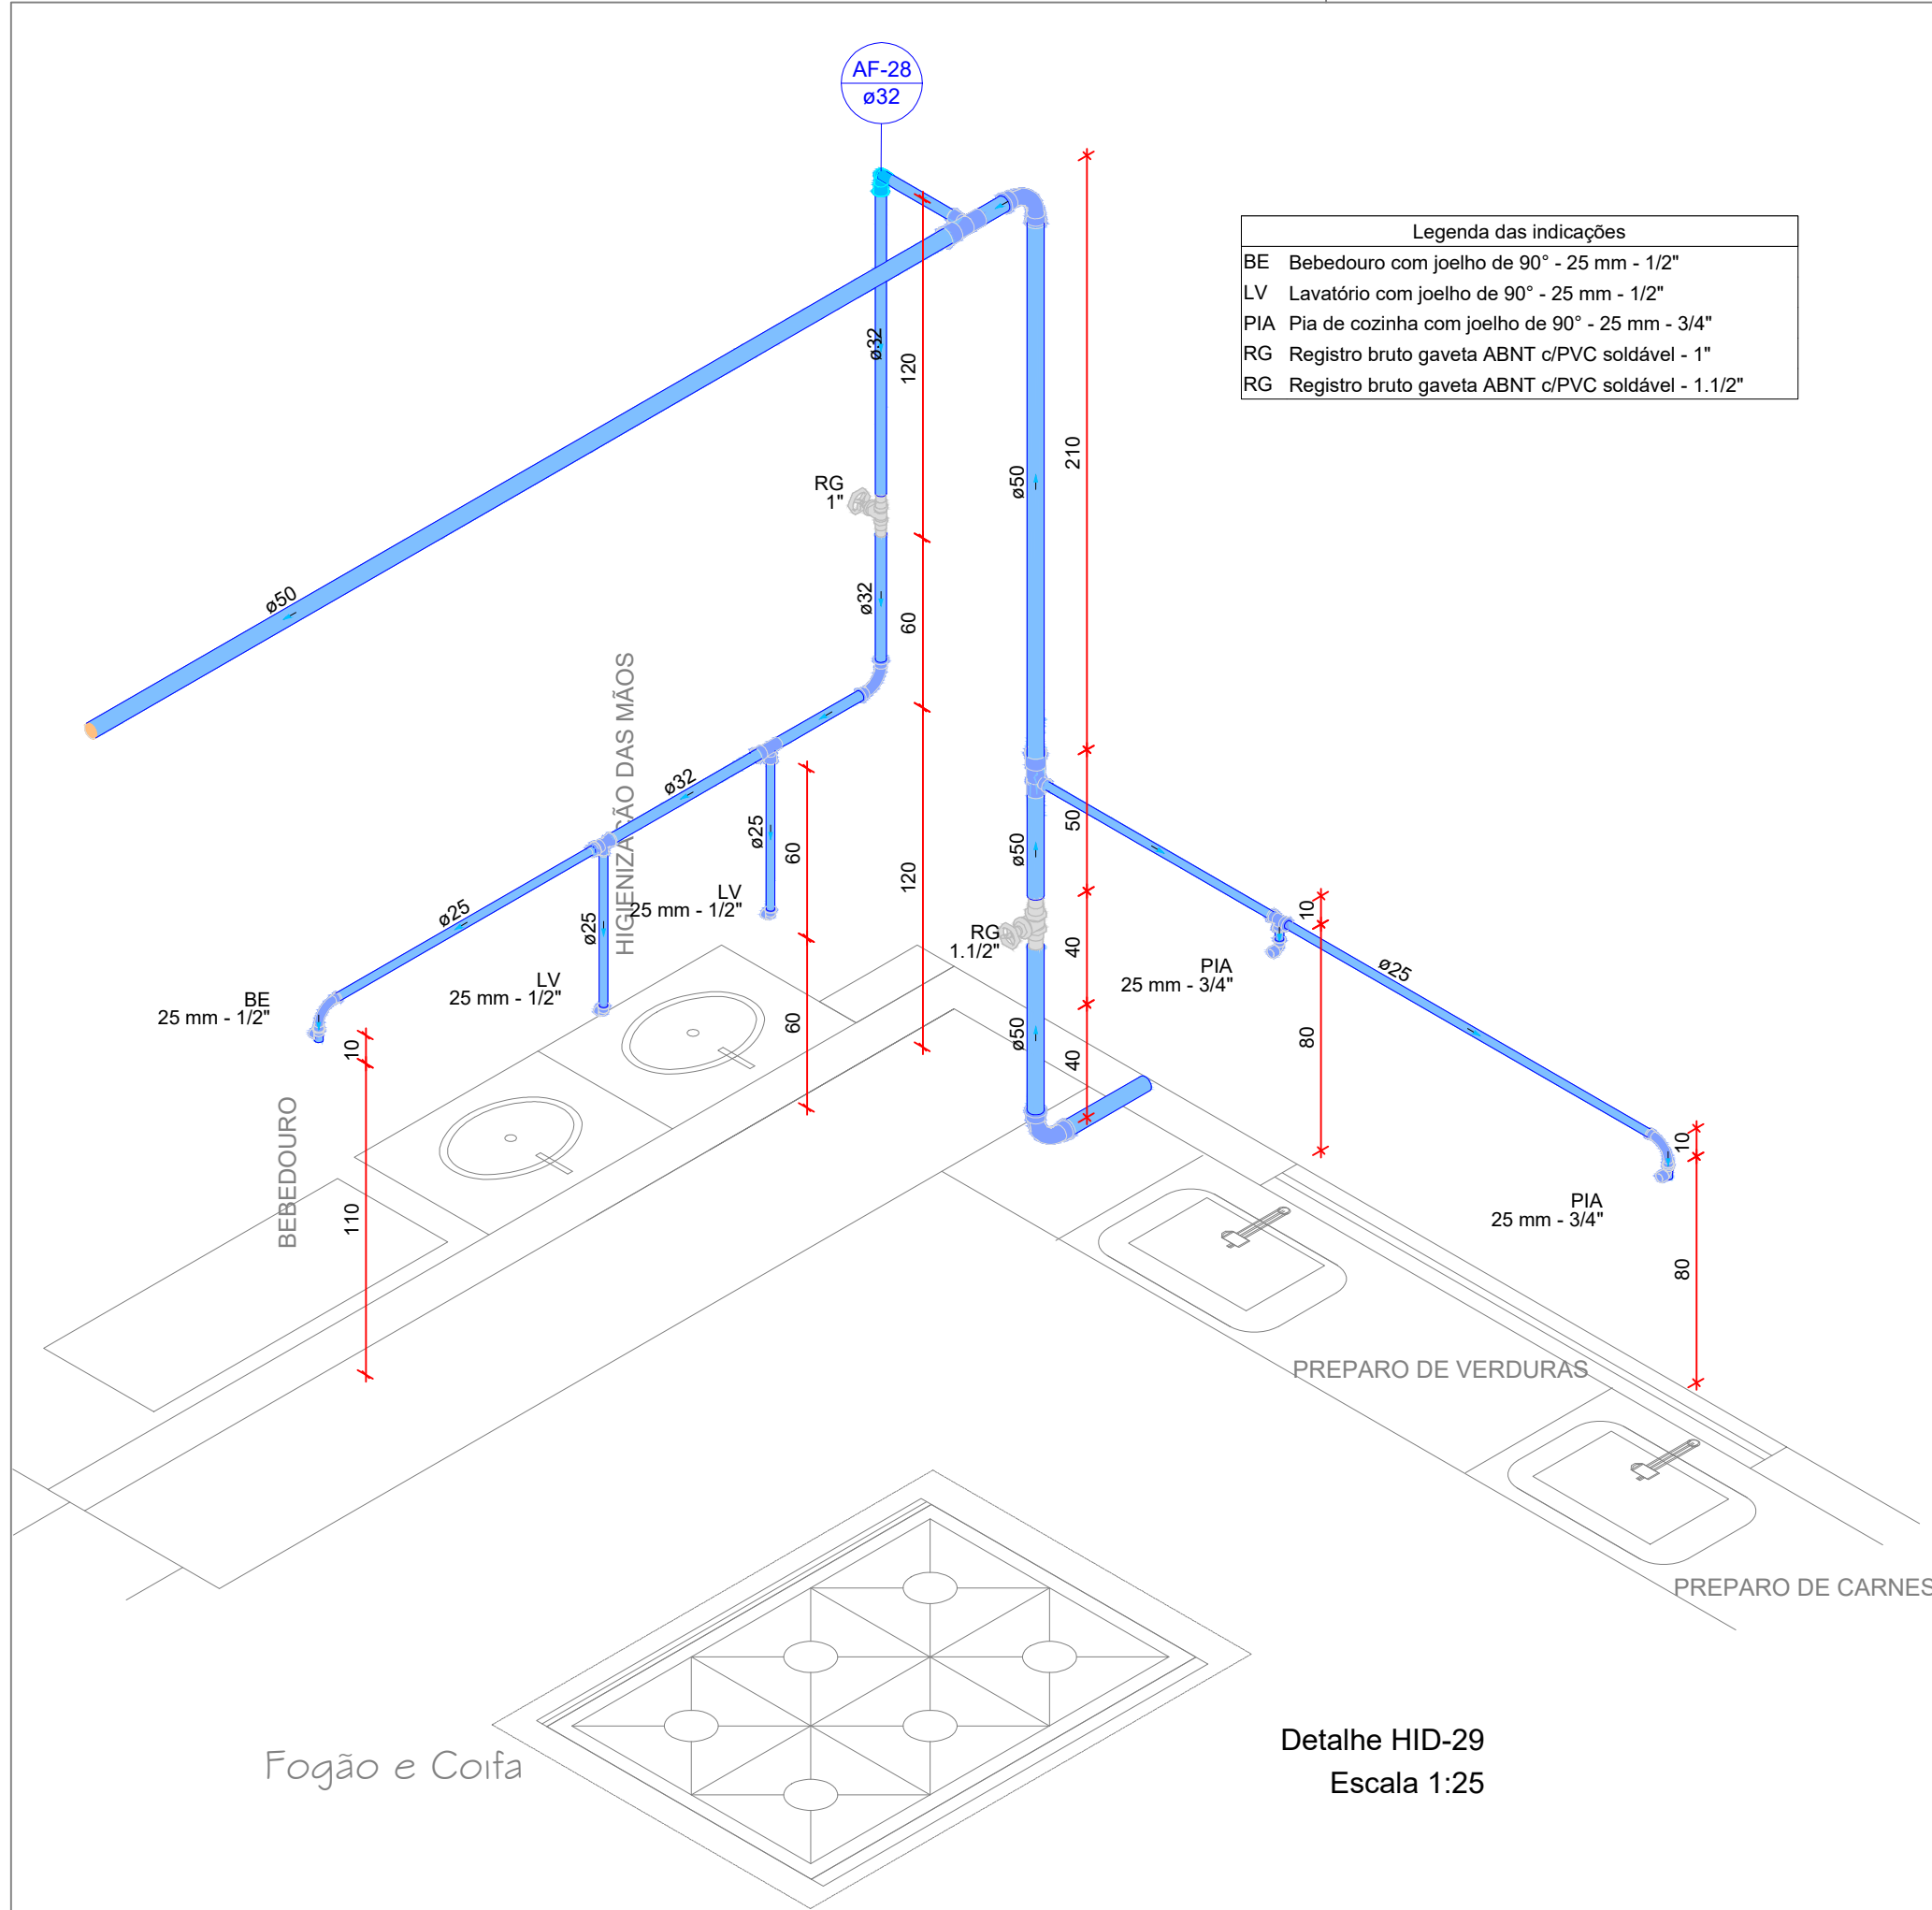 AF-28
ø32
Legenda das indicações
BE Bebedouro com joelho de 90° - 25 mm - 1/2"
LV Lavatório com joelho de 90° - 25 mm - 1/2"
PIA Pia de cozinha com joelho de 90° - 25 mm - 3/4"
RG Registro bruto gaveta ABNT c/PVC soldável - 1"
RG Registro bruto gaveta ABNT c/PVC soldável - 1.1/2"
ø32
120
210
ø50
RG
1"
ø50
ø32
60
HIGIENIZAÇÃO DAS MÃOS
ø32
ø25
60
120
50
ø50
LV
25 mm - 1/2"
ø25
ø25
10
RG
1.1/2"
40
PIA
25 mm - 3/4"
ø25
LV
25 mm - 1/2"
BE
25 mm - 1/2"
10
60
ø50
40
80
BEBEDOURO
110
10
PIA
25 mm - 3/4"
80
PREPARO DE VERDURAS
PREPARO DE CARNES
Fogão e Coifa
Detalhe HID-29
Escala 1:25